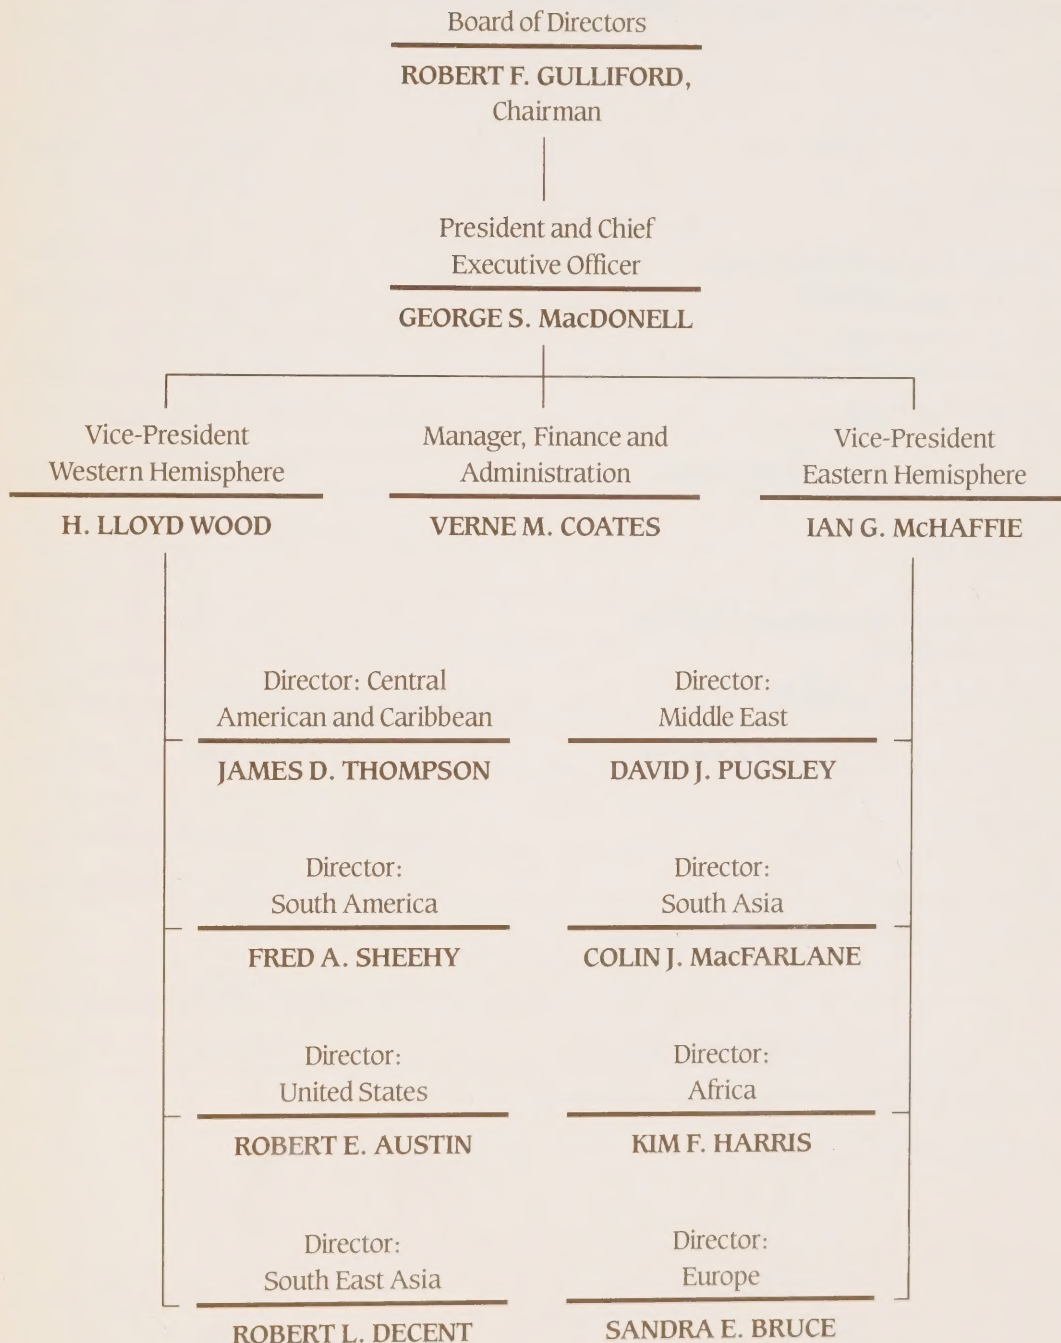 Board of Directors
ROBERT F. GULLIFORD,
Chairman
President and Chief
Executive Officer
GEORGE S. MacDONELL
Vice-President
Western Hemisphere
H. LLOYD WOOD
Manager, Finance and
Administration
VERNE M. COATES
Vice-President
Eastern Hemisphere
IAN G. McHAFFIE
Director: Central
American and Caribbean
JAMES D. THOMPSON
Director:
Middle East
DAVID J. PUGSLEY
Director:
South America
FRED A. SHEEHY
Director:
South Asia
COLIN J. MacFARLANE
Director:
United States
ROBERT E. AUSTIN
Director:
Africa
KIM F. HARRIS
Director:
South East Asia
ROBERT L. DECENT
Director:
Europe
SANDRA E. BRUCE